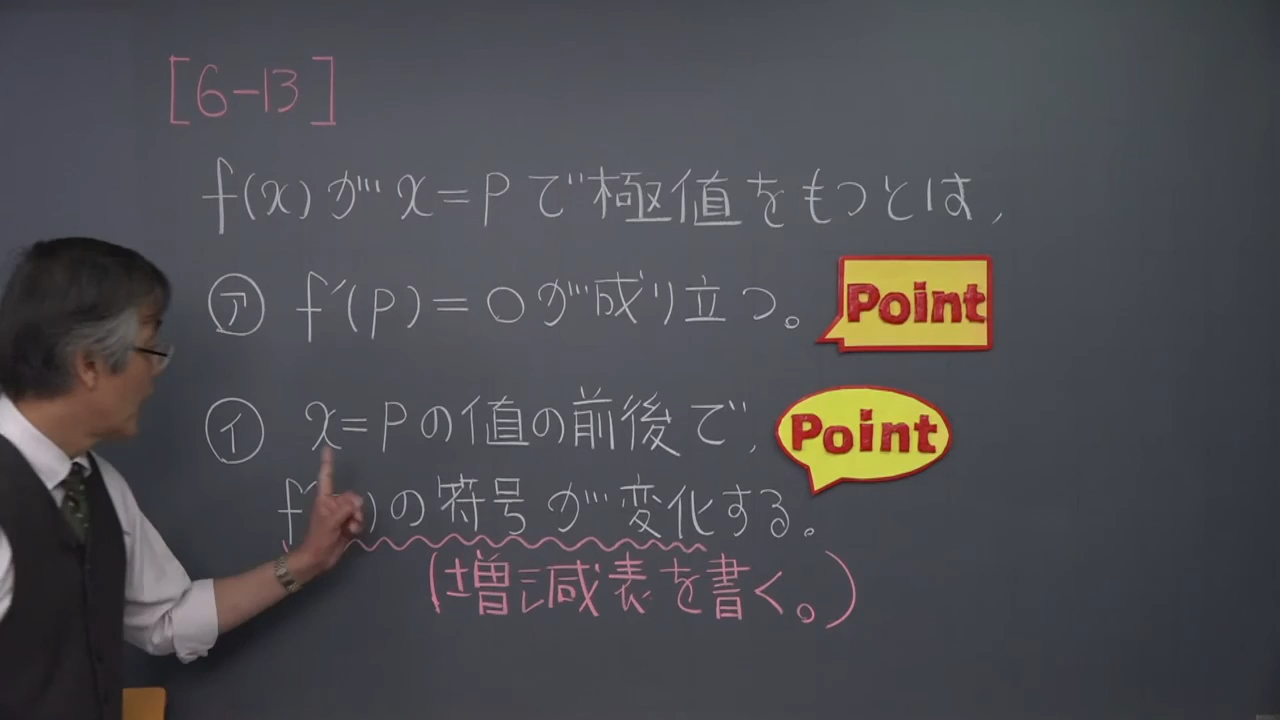 [6-13]
f(x)がx=Pで極値をもつとは,
㋐ f´(P)=0が成り立つ。 Point
㋑ x=Pの値の前後で, Point
f´ )の符号が変化する。
(増減表を書く。)